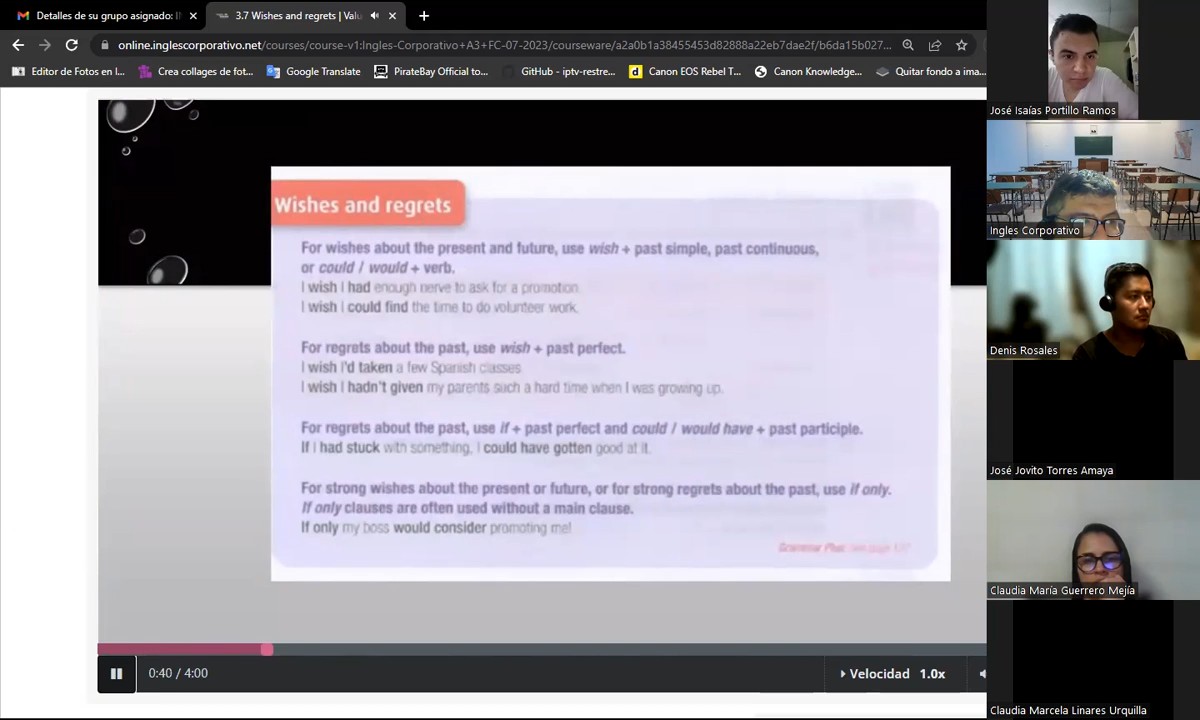 Detalles de su grupo asignado: I
3.7 Wishes and regrets | Valu
online.inglescorporativo.net/courses/course-v1:Ingles-Corporativo+A3+FC-07-2023/courseware/a2a0b1a38455453d82888a22eb7dae2f/b6da15b027...
Editor de Fotos en l...
Crea collages de fot...
Google Translate
PirateBay Official to...
GitHub - iptv-restre...
Canon EOS Rebel T...
Canon Knowledge...
Quitar fondo a ima...
Wishes and regrets
For wishes about the present and future, use wish + past simple, past continuous,
or could / would + verb.
I wish I had enough nerve to ask for a promotion.
I wish I could find the time to do volunteer work.
For regrets about the past, use wish + past perfect.
I wish I'd taken a few Spanish classes.
I wish I hadn't given my parents such a hard time when I was growing up.
For regrets about the past, use if + past perfect and could / would have + past participle.
If I had stuck with something, I could have gotten good at it.
For strong wishes about the present or future, or for strong regrets about the past, use if only.
If only clauses are often used without a main clause.
If only my boss would consider promoting me!
Grammar Plus: see page
0:40 / 4:00
Velocidad 1.0x
José Isaías Portillo Ramos
Ingles Corporativo
Denis Rosales
José Jovito Torres Amaya
Claudia María Guerrero Mejía
Claudia Marcela Linares Urquilla